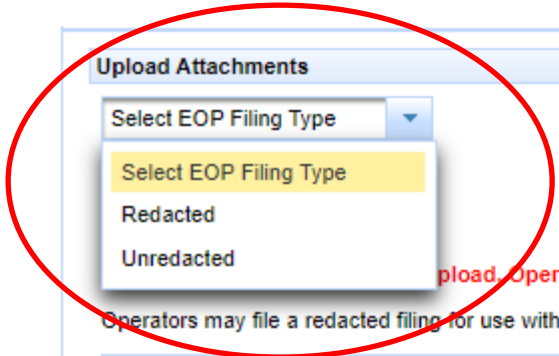 Upload Attachments
Select EOP Filing Type
Select EOP Filing Type
Redacted
Unredacted
pload. Oper
Operators may file a redacted filing for use with